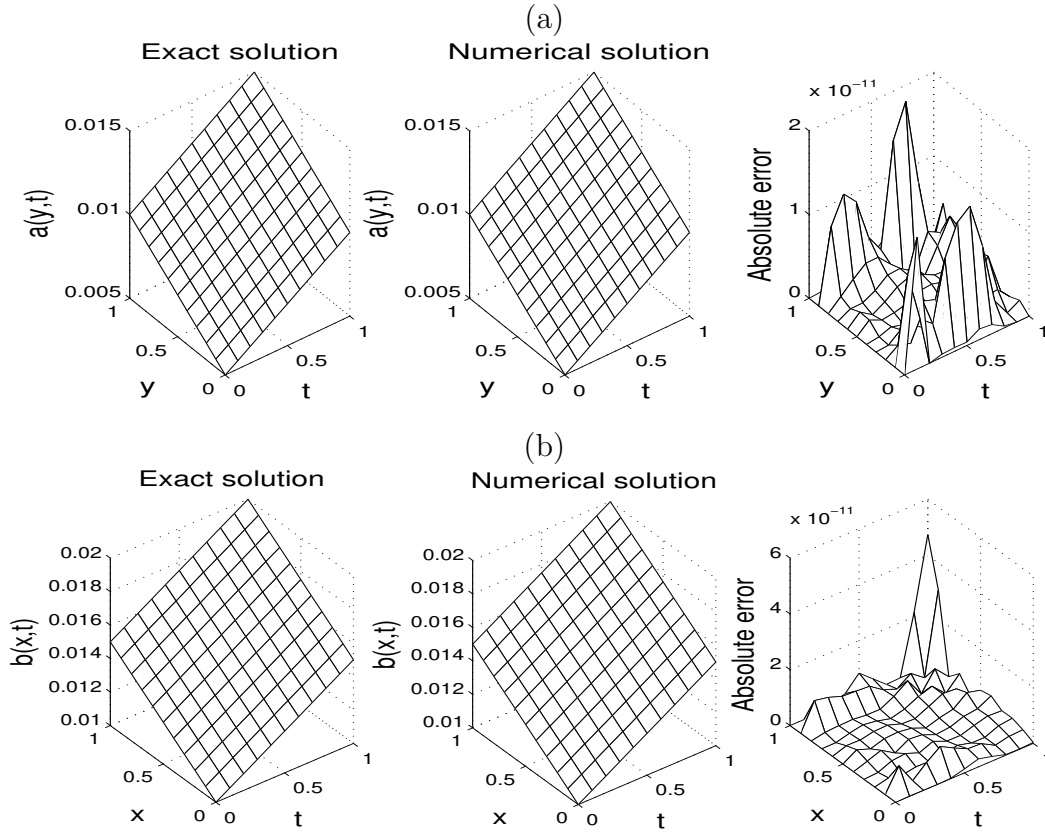 (a)
Exact solution
Numerical solution
× 10⁻¹¹
0.015
0.01
0.005
a(y,t)
1
0.5
0
y
0
0.5
1
t
0.015
0.01
0.005
a(y,t)
1
0.5
0
y
0
0.5
1
t
2
1
0
Absolute error
1
0.5
0
y
0
0.5
1
t
(b)
Exact solution
Numerical solution
× 10⁻¹¹
0.02
0.018
0.016
0.014
0.012
0.01
b(x,t)
1
0.5
0
x
0
0.5
1
t
0.02
0.018
0.016
0.014
0.012
0.01
b(x,t)
1
0.5
0
x
0
0.5
1
t
6
4
2
0
Absolute error
1
0.5
0
x
0
0.5
1
t